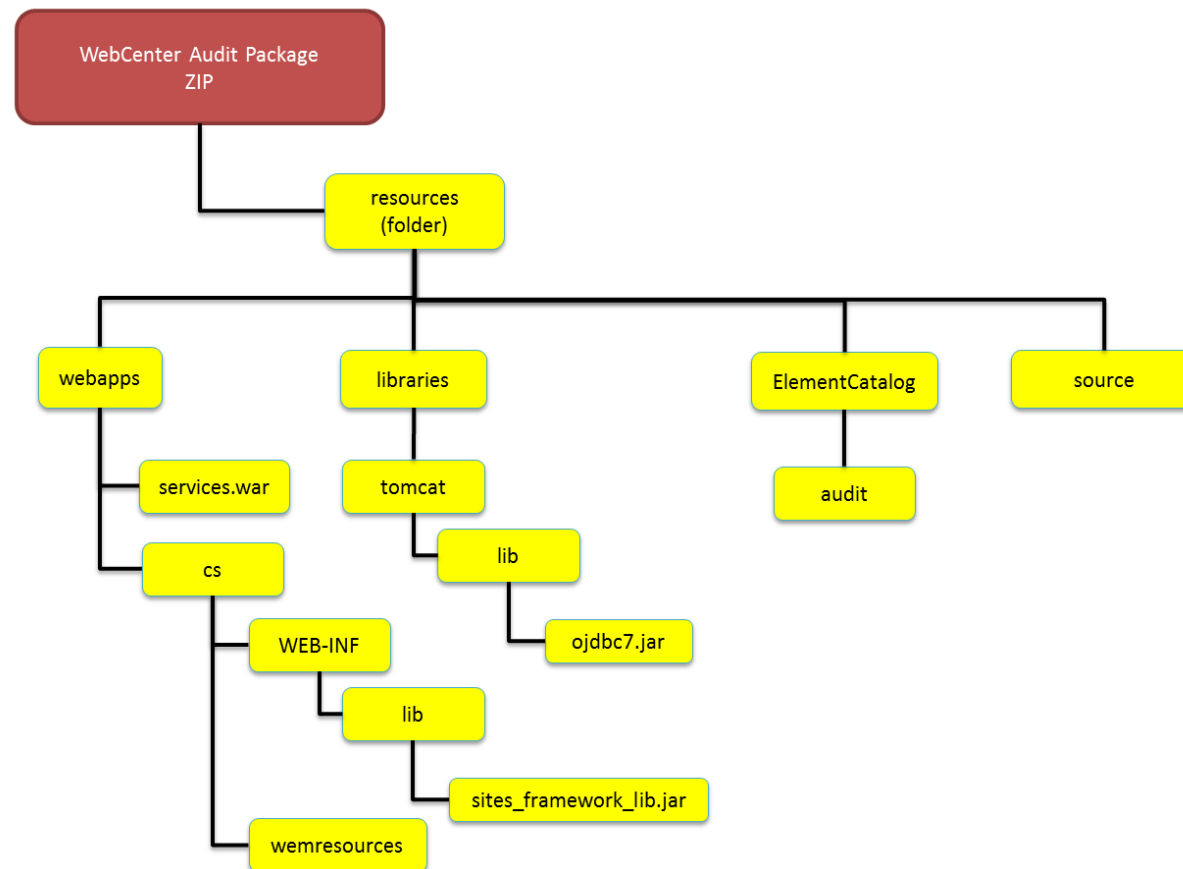 WebCenter Audit Package
ZIP
resources
(folder)
webapps
libraries
ElementCatalog
source
services.war
tomcat
audit
cs
lib
WEB-INF
ojdbc7.jar
lib
sites_framework_lib.jar
wemresources